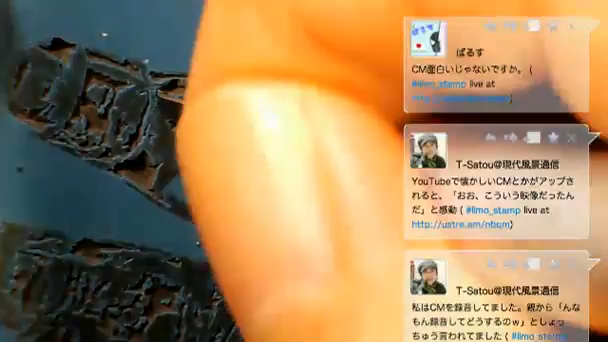 ぱるす
CM面白いじゃないですか。 (
#limo_stamp live at
T-Satou@現代風景通信
YouTubeで懐かしいCMとかがアップさ
れると、「おお、こういう映像だったん
だ」と感動 ( #limo_stamp live at
http://ustre.am/nbqm)
T-Satou@現代風景通信
私はCMを録音してました。親から「んな
もん録音してどうするのw」としょっ
ちゅう言われてました ( #limo_stamp